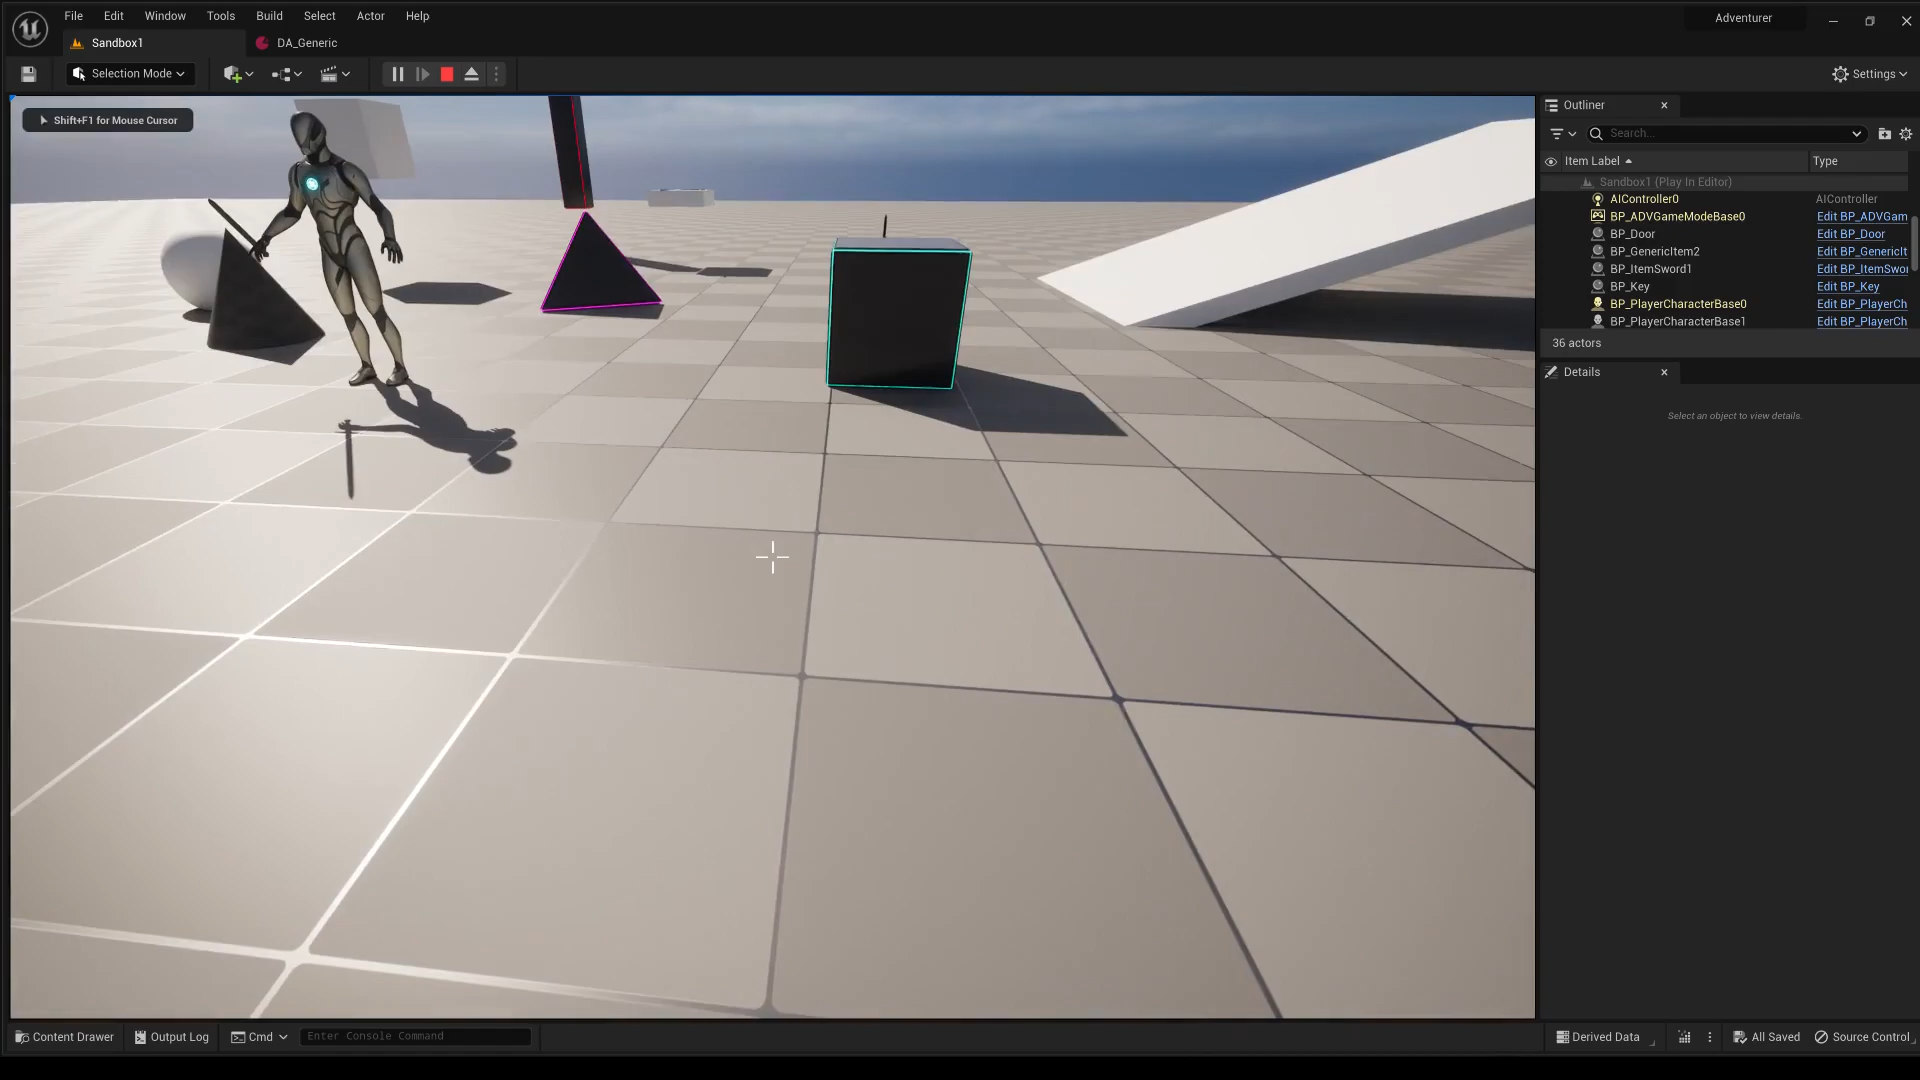 File Edit Window Tools Build Select Actor Help
Adventurer
Sandbox1
DA_Generic
Selection Mode
Settings
Shift+F1 for Mouse Cursor
Outliner
Search...
Item Label Type
Sandbox1 (Play In Editor)
AIController0 AIController
BP_ADVGameModeBase0 Edit BP_ADVGam
BP_Door Edit BP_Door
BP_GenericItem2 Edit BP_GenericIt
BP_ItemSword1 Edit BP_ItemSwor
BP_Key Edit BP_Key
BP_PlayerCharacterBase0 Edit BP_PlayerCh
BP_PlayerCharacterBase1 Edit BP_PlayerCh
36 actors
Details
Select an object to view details.
Content Drawer Output Log Cmd Enter Console Command Derived Data All Saved Source Control